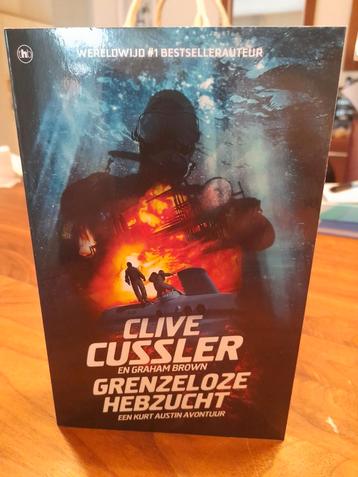 h
WERELDWIJD #1 BESTSELLERAUTEUR
CLIVE
CUSSLER
EN GRAHAM BROWN
GRENZELOZE
HEBZUCHT
EEN KURT AUSTIN AVONTUUR